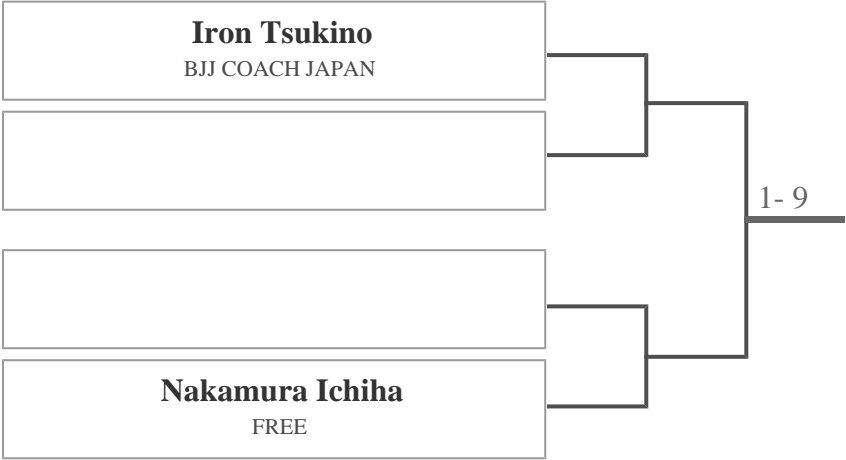 Iron Tsukino
BJJ COACH JAPAN
1- 9
Nakamura Ichiha
FREE